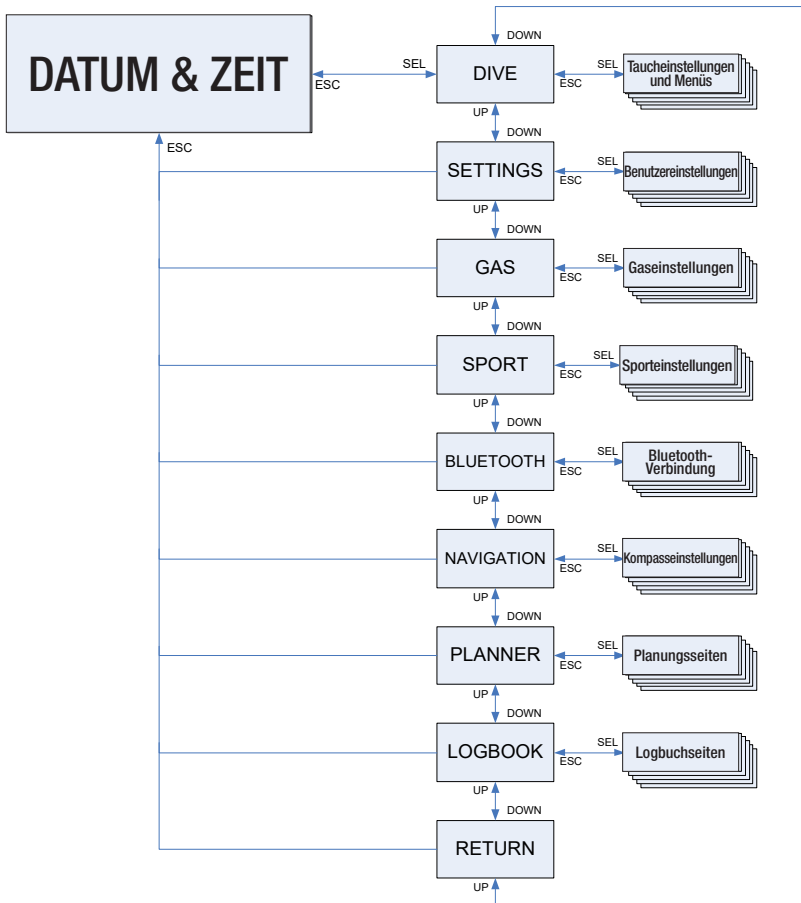 DOWN
DATUM & ZEIT
SEL
ESC
DIVE
SEL
ESC
Taucheinstellungen
und Menüs
UP
DOWN
ESC
SETTINGS
SEL
ESC
Benutzereinstellungen
UP
DOWN
GAS
SEL
ESC
Gaseinstellungen
UP
DOWN
SPORT
SEL
ESC
Sporteinstellungen
UP
DOWN
BLUETOOTH
SEL
ESC
Bluetooth-
Verbindung
UP
DOWN
NAVIGATION
SEL
ESC
Kompasseinstellungen
UP
DOWN
PLANNER
SEL
ESC
Planungsseiten
UP
DOWN
LOGBOOK
SEL
ESC
Logbuchseiten
UP
DOWN
RETURN
UP